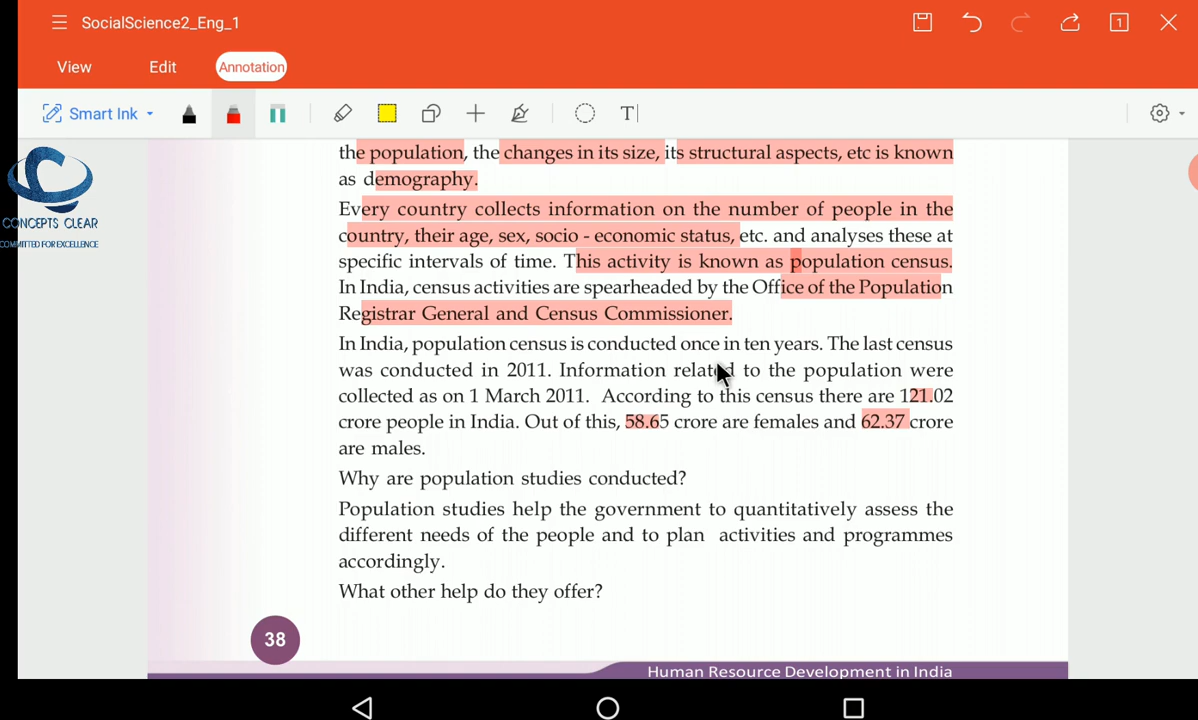 SocialScience2_Eng_1
1
View
Edit
Annotation
Smart Ink
T
CONCEPTS CLEAR
COMMITTED FOR EXCELLENCE
the population, the changes in its size, its structural aspects, etc is known
as demography.
Every country collects information on the number of people in the
country, their age, sex, socio - economic status, etc. and analyses these at
specific intervals of time. This activity is known as population census.
In India, census activities are spearheaded by the Office of the Population
Registrar General and Census Commissioner.
In India, population census is conducted once in ten years. The last census
was conducted in 2011. Information related to the population were
collected as on 1 March 2011. According to this census there are 121.02
crore people in India. Out of this, 58.65 crore are females and 62.37 crore
are males.
Why are population studies conducted?
Population studies help the government to quantitatively assess the
different needs of the people and to plan activities and programmes
accordingly.
What other help do they offer?
38
Human Resource Development in India